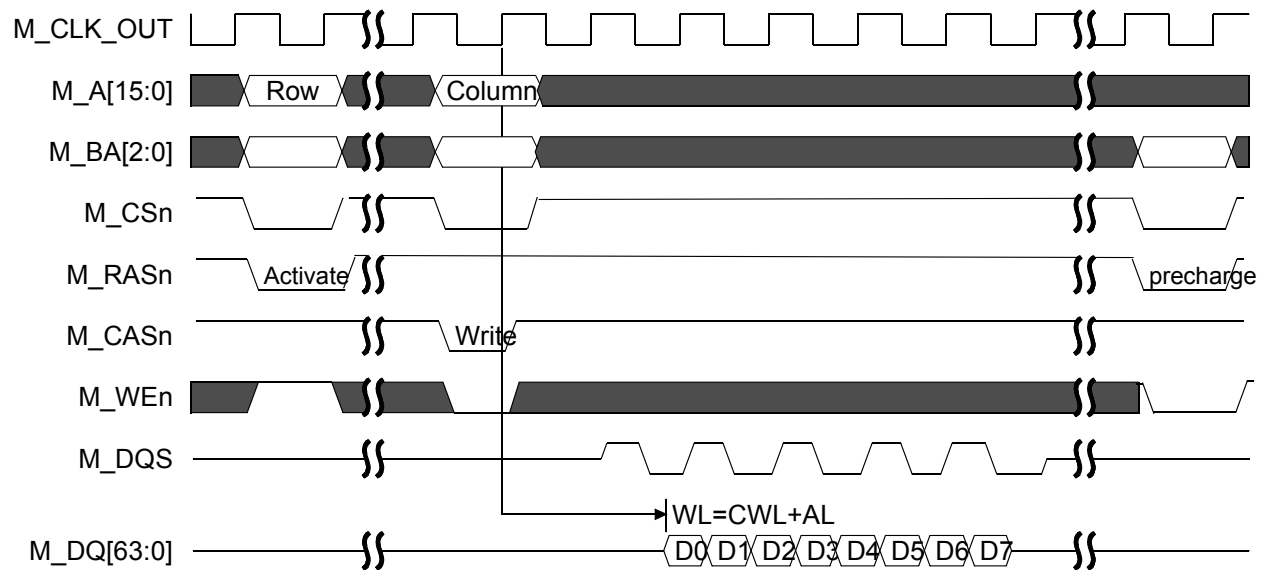 M_CLK_OUT
M_A[15:0] Row Column
M_BA[2:0]
M_CSn
M_RASn Activate precharge
M_CASn Write
M_WEn
M_DQS
WL=CWL+AL
M_DQ[63:0] D0 D1 D2 D3 D4 D5 D6 D7